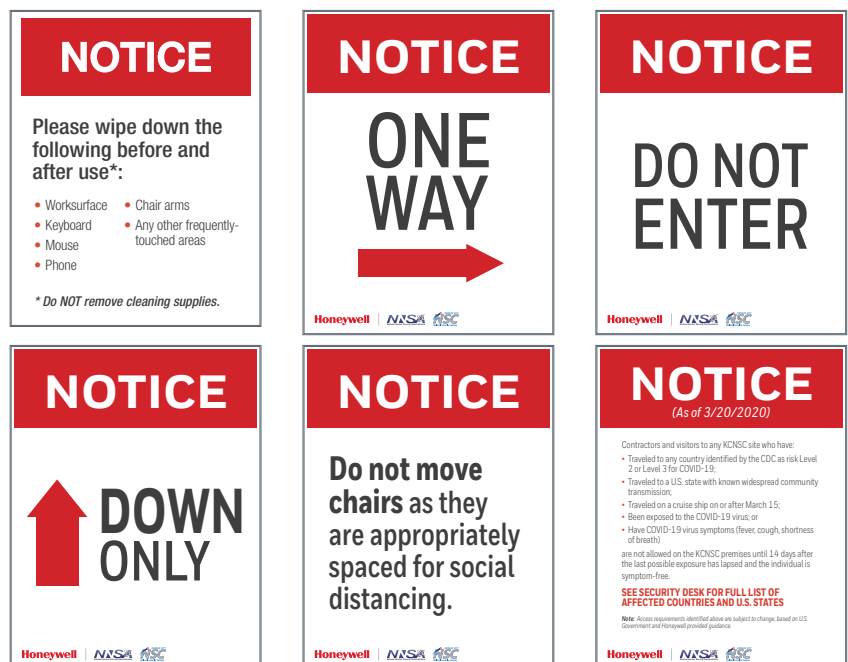 NOTICE
Please wipe down the
following before and
after use*:
• Worksurface
• Keyboard
• Mouse
• Phone
• Chair arms
• Any other frequently-
touched areas
* Do NOT remove cleaning supplies.
NOTICE
ONE
WAY
Honeywell
NNSA
NSC
NOTICE
DO NOT
ENTER
Honeywell
NNSA
NSC
NOTICE
DOWN
ONLY
Honeywell
NNSA
NSC
NOTICE
Do not move
chairs as they
are appropriately
spaced for social
distancing.
Honeywell
NNSA
NSC
NOTICE
(As of 3/20/2020)
Contractors and visitors to any KCNSC site who have:
• Traveled to any country identified by the CDC as risk Level
2 or Level 3 for COVID-19;
• Traveled to a U.S. state with known widespread community
transmission;
• Traveled on a cruise ship on or after March 15;
• Been exposed to the COVID-19 virus; or
• Have COVID-19 virus symptoms (fever, cough, shortness
of breath)
are not allowed on the KCNSC premises until 14 days after
the last possible exposure has lapsed and the individual is
symptom-free.
SEE SECURITY DESK FOR FULL LIST OF
AFFECTED COUNTRIES AND U.S. STATES
Note: Access requirements identified above are subject to change, based on U.S.
Government and Honeywell provided guidance.
Honeywell
NNSA
NSC